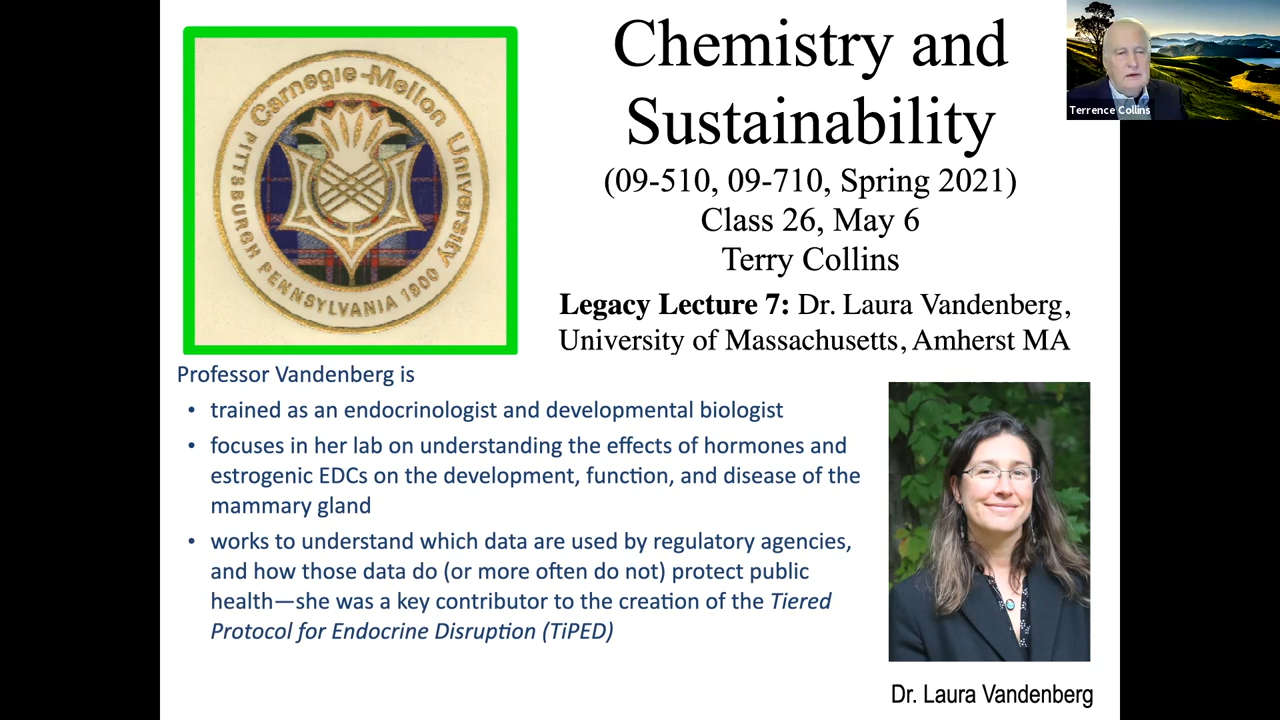 Carnegie-Mellon University
PITTSBURGH PENNSYLVANIA 1900
Chemistry and
Sustainability
(09-510, 09-710, Spring 2021)
Class 26, May 6
Terry Collins
Legacy Lecture 7: Dr. Laura Vandenberg,
University of Massachusetts, Amherst MA
Terrence Collins
Professor Vandenberg is
• trained as an endocrinologist and developmental biologist
• focuses in her lab on understanding the effects of hormones and
estrogenic EDCs on the development, function, and disease of the
mammary gland
• works to understand which data are used by regulatory agencies,
and how those data do (or more often do not) protect public
health—she was a key contributor to the creation of the Tiered
Protocol for Endocrine Disruption (TiPED)
Dr. Laura Vandenberg